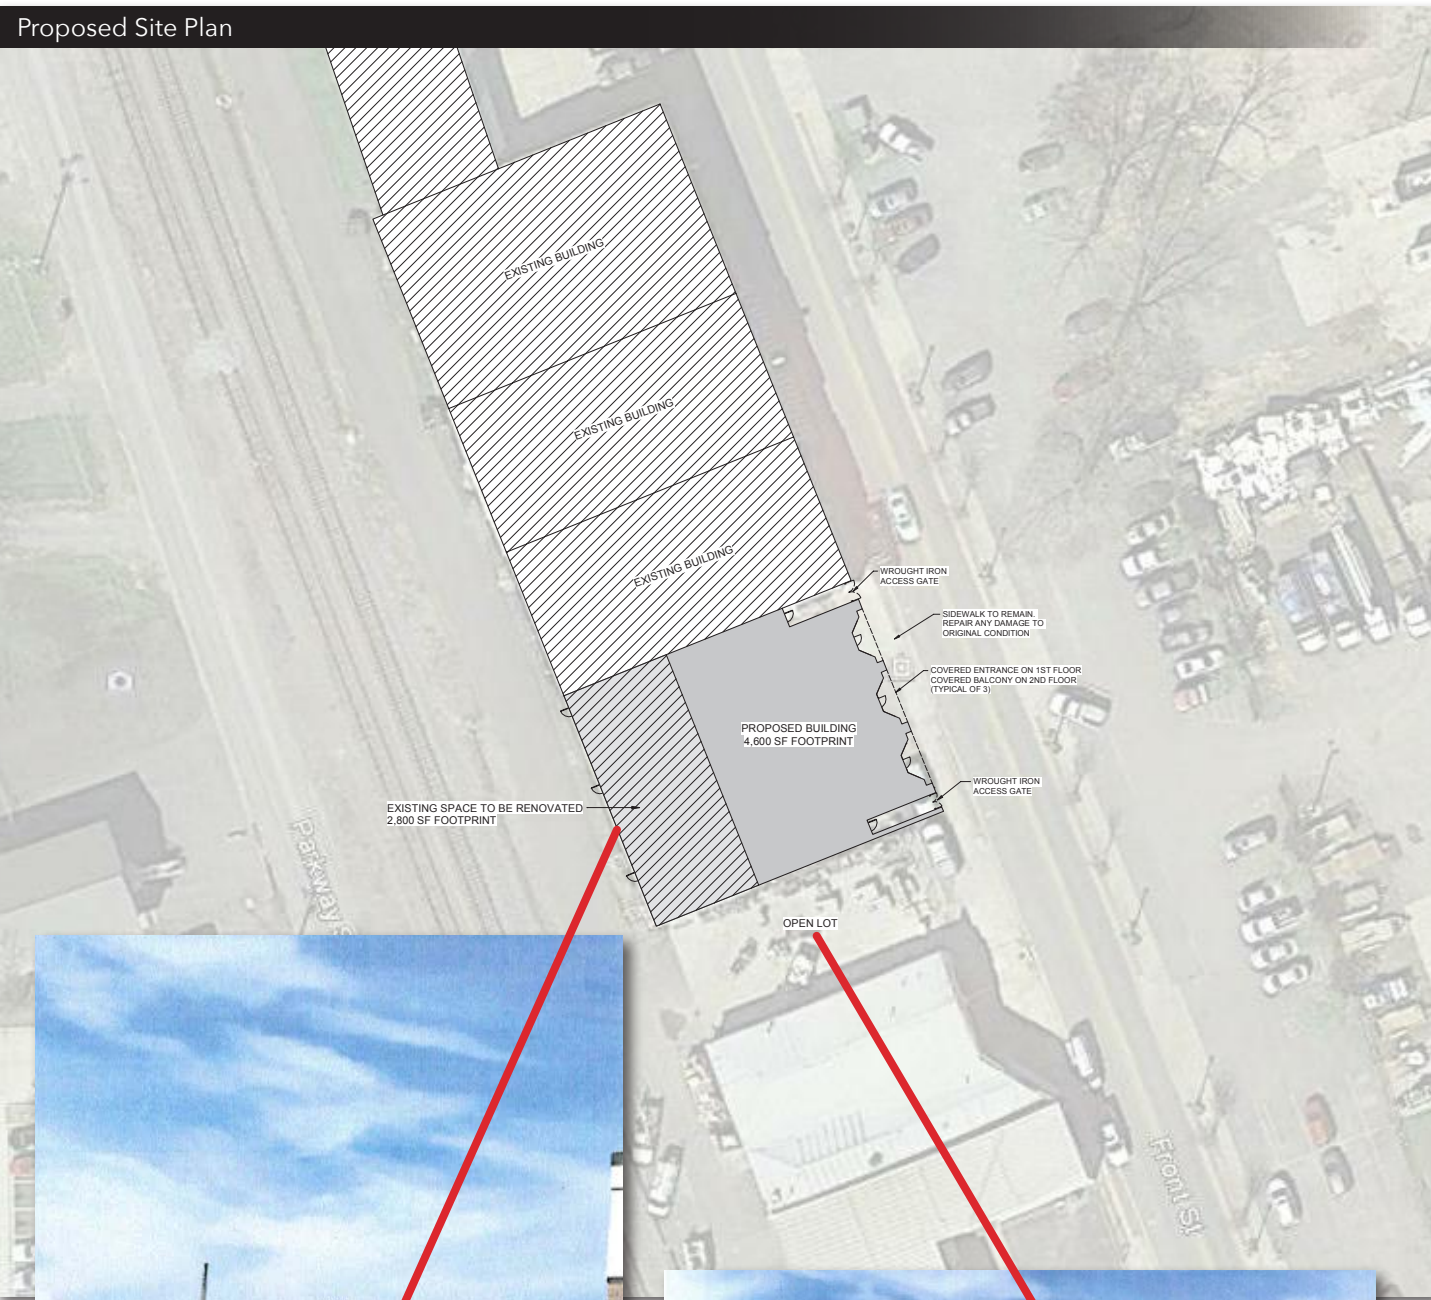 Proposed Site Plan
EXISTING BUILDING
EXISTING BUILDING
EXISTING BUILDING
WROUGHT IRON
ACCESS GATE
SIDEWALK TO REMAIN.
REPAIR ANY DAMAGE TO
ORIGINAL CONDITION
COVERED ENTRANCE ON 1ST FLOOR
COVERED BALCONY ON 2ND FLOOR
(TYPICAL OF 3)
PROPOSED BUILDING
4,600 SF FOOTPRINT
WROUGHT IRON
ACCESS GATE
EXISTING SPACE TO BE RENOVATED
2,800 SF FOOTPRINT
OPEN LOT
Parkway S
Front St